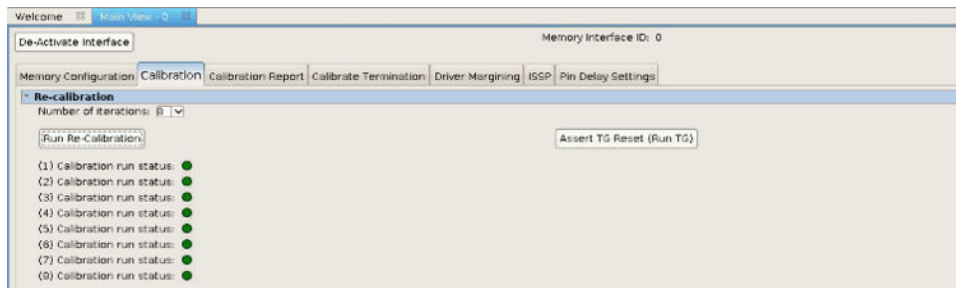 Welcome Main View - 0
De-Activate Interface Memory Interface ID: 0
Memory Configuration Calibration Calibration Report Calibrate Termination Driver Margining ISSP Pin Delay Settings
Re-calibration
Number of iterations: 8
Run Re-Calibration Assert TG Reset (Run TG)
(1) Calibration run status:
(2) Calibration run status:
(3) Calibration run status:
(4) Calibration run status:
(5) Calibration run status:
(6) Calibration run status:
(7) Calibration run status:
(8) Calibration run status: